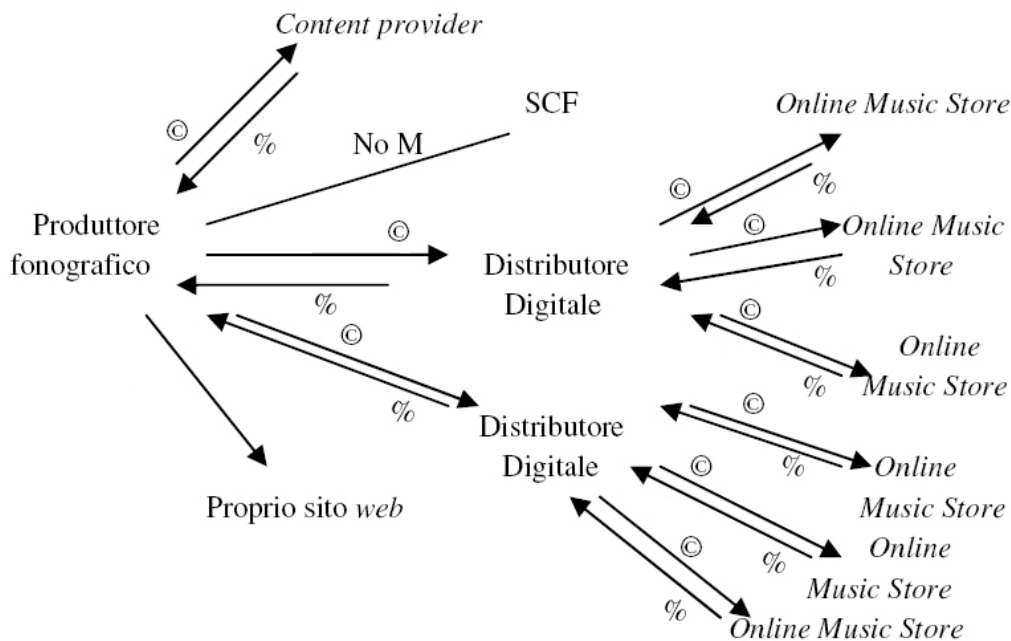 Content provider
©
%
SCF
No M
Online Music Store
©
%
Produttore
fonografico
©
%
Distributore
Digitale
©
Online Music
Store
%
©
%
©
Online
Music Store
%
Distributore
Digitale
©
%
Online
Music Store
©
%
Online
Music Store
Proprio sito web
©
%
Online Music Store